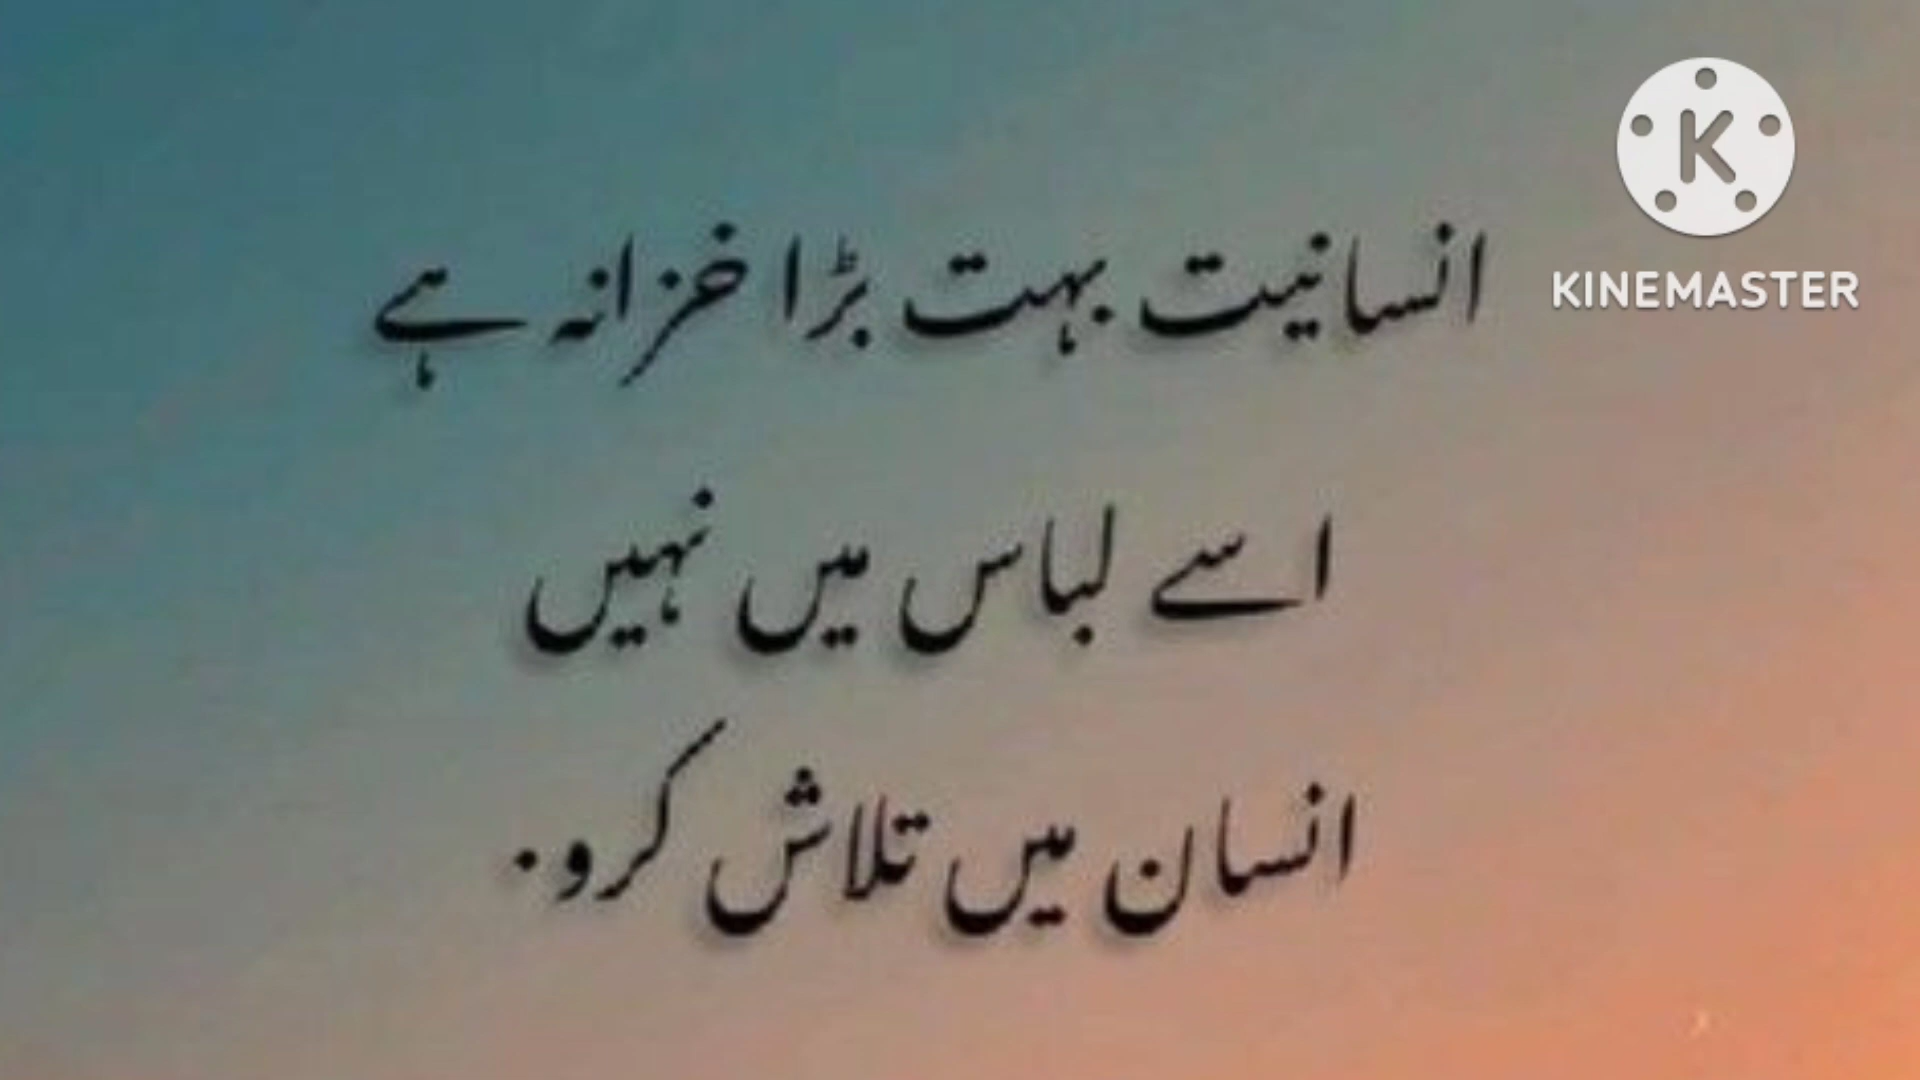 انسانیت بہت بڑا خزانہ ہے
اسے لباس میں نہیں
انسان میں تلاش کرو.
K
KINEMASTER